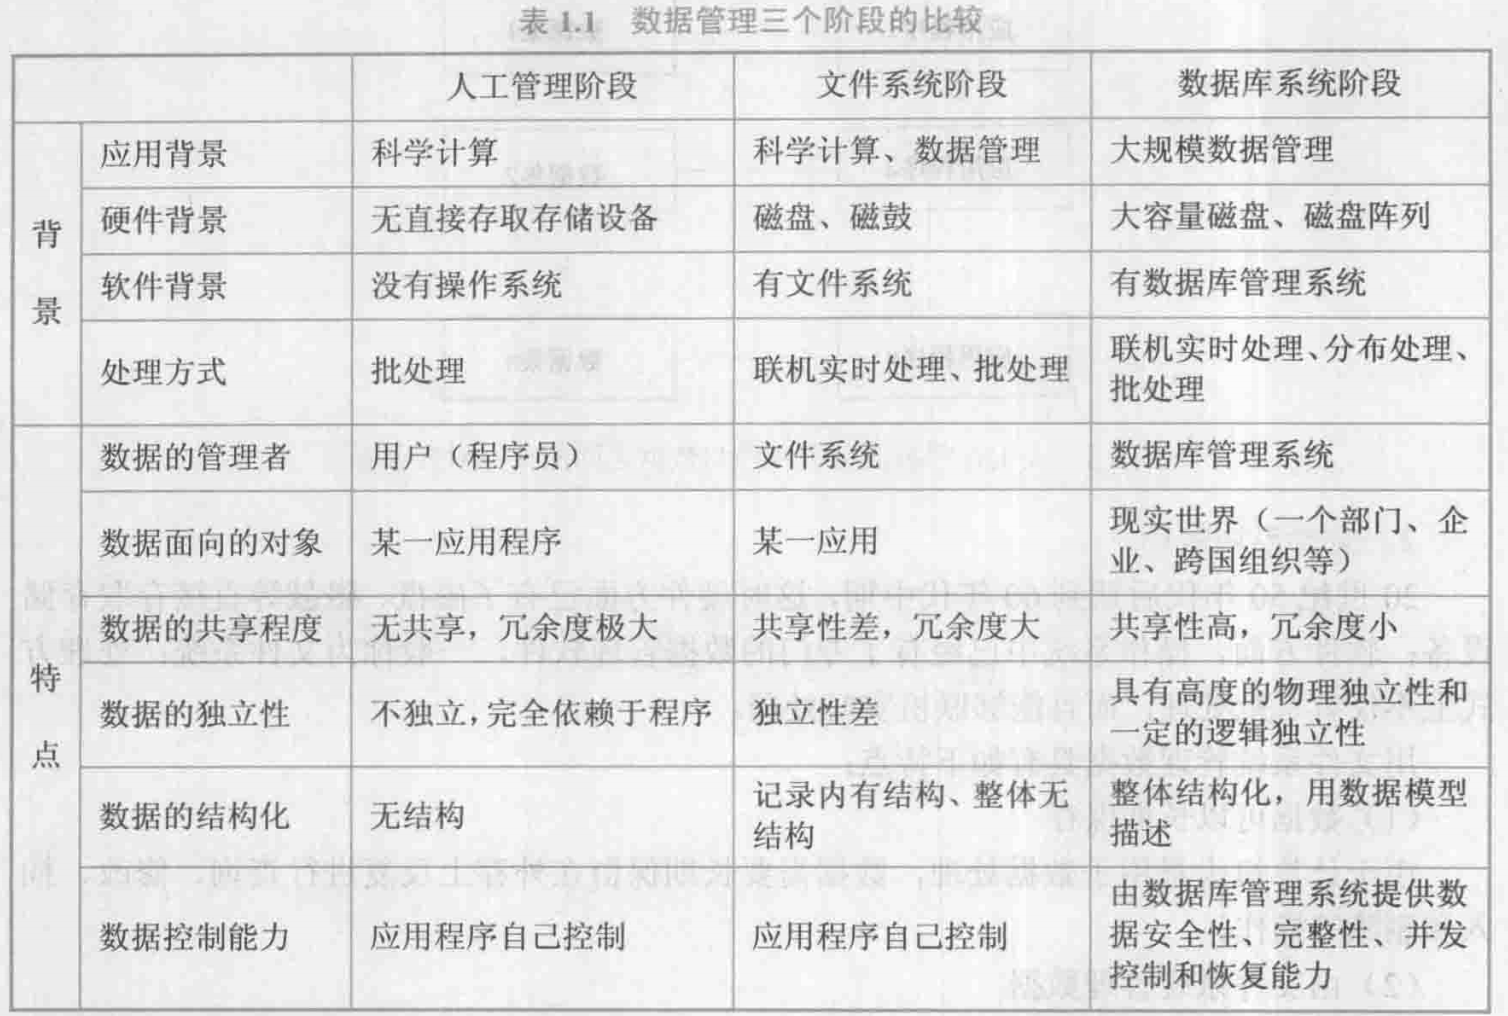 表 1.1 数据管理三个阶段的比较
人工管理阶段 文件系统阶段 数据库系统阶段
背景
应用背景 科学计算 科学计算、数据管理 大规模数据管理
硬件背景 无直接存取存储设备 磁盘、磁鼓 大容量磁盘、磁盘阵列
软件背景 没有操作系统 有文件系统 有数据库管理系统
处理方式 批处理 联机实时处理、批处理 联机实时处理、分布处理、
批处理
特点
数据的管理者 用户（程序员） 文件系统 数据库管理系统
数据面向的对象 某一应用程序 某一应用 现实世界（一个部门、企
业、跨国组织等）
数据的共享程度 无共享，冗余度极大 共享性差，冗余度大 共享性高，冗余度小
数据的独立性 不独立，完全依赖于程序 独立性差 具有高度的物理独立性和
一定的逻辑独立性
数据的结构化 无结构 记录内有结构、整体无
结构 整体结构化，用数据模型
描述
数据控制能力 应用程序自己控制 应用程序自己控制 由数据库管理系统提供数
据安全性、完整性、并发
控制和恢复能力